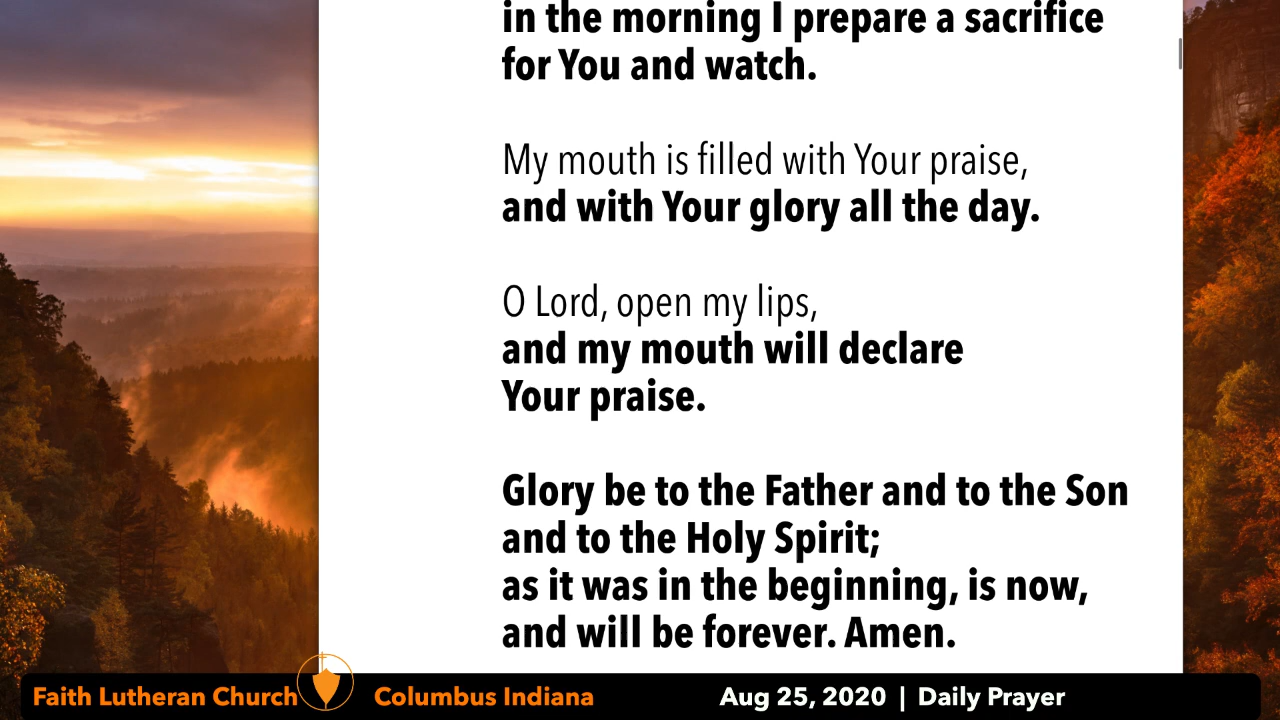 in the morning I prepare a sacrifice
for You and watch.
My mouth is filled with Your praise,
and with Your glory all the day.
O Lord, open my lips,
and my mouth will declare
Your praise.
Glory be to the Father and to the Son
and to the Holy Spirit;
as it was in the beginning, is now,
and will be forever. Amen.
Faith Lutheran Church Columbus Indiana Aug 25, 2020 | Daily Prayer